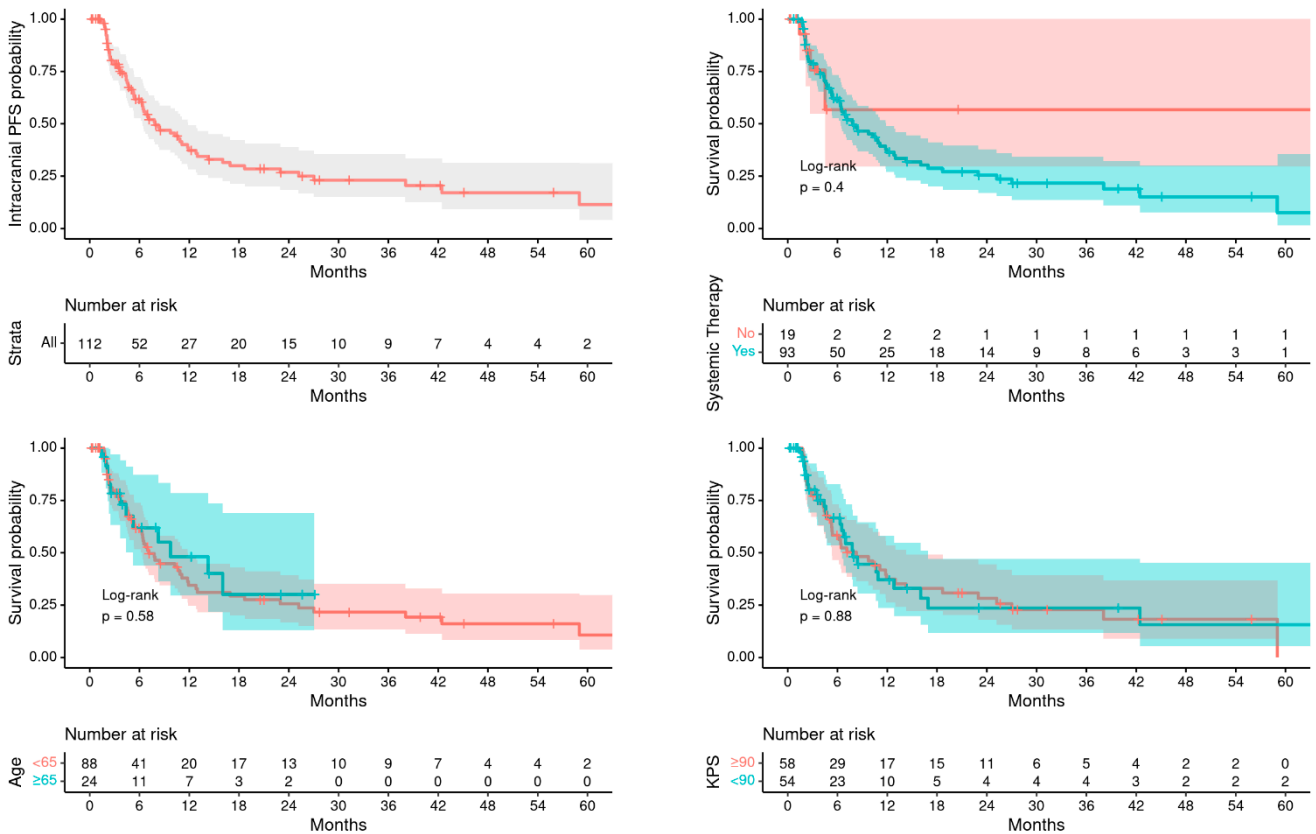 Intracranial PFS probability
1.00
0.75
0.50
0.25
0.00
0 6 12 18 24 30 36 42 48 54 60
Months
Number at risk
Strata
All 112 52 27 20 15 10 9 7 4 4 2
0 6 12 18 24 30 36 42 48 54 60
Months
Survival probability
1.00
0.75
0.50
0.25
0.00
Log-rank
p = 0.4
0 6 12 18 24 30 36 42 48 54 60
Months
Number at risk
Systemic Therapy
No 19 2 2 2 1 1 1 1 1 1 1
Yes 93 50 25 18 14 9 8 6 3 3 1
0 6 12 18 24 30 36 42 48 54 60
Months
Survival probability
1.00
0.75
0.50
0.25
0.00
Log-rank
p = 0.58
0 6 12 18 24 30 36 42 48 54 60
Months
Number at risk
Age
<65 88 41 20 17 13 10 9 7 4 4 2
≥65 24 11 7 3 2 0 0 0 0 0 0
0 6 12 18 24 30 36 42 48 54 60
Months
Survival probability
1.00
0.75
0.50
0.25
0.00
Log-rank
p = 0.88
0 6 12 18 24 30 36 42 48 54 60
Months
Number at risk
KPS
≥90 58 29 17 15 11 6 5 4 2 2 0
<90 54 23 10 5 4 4 4 3 2 2 2
0 6 12 18 24 30 36 42 48 54 60
Months